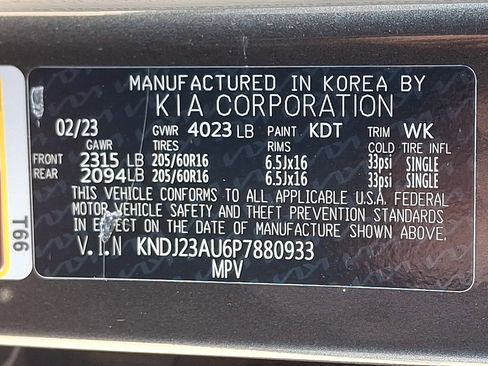 MANUFACTURED IN KOREA BY
KIA CORPORATION
02/23 GVWR 4023 LB PAINT KDT TRIM WK
GAWR TIRES RIMS COLD TIRE INFL
FRONT 2315 LB 205/60R16 6.5Jx16 33psi SINGLE
REAR 2094 LB 205/60R16 6.5Jx16 33psi SINGLE
THIS VEHICLE CONFORMS TO ALL APPLICABLE U.S.A. FEDERAL
MOTOR VEHICLE SAFETY AND THEFT PREVENTION STANDARDS
IN EFFECT ON THE DATE OF MANUFACTURE SHOWN ABOVE.
V.I.N KNDJ23AU6P7880933
MPV
T66